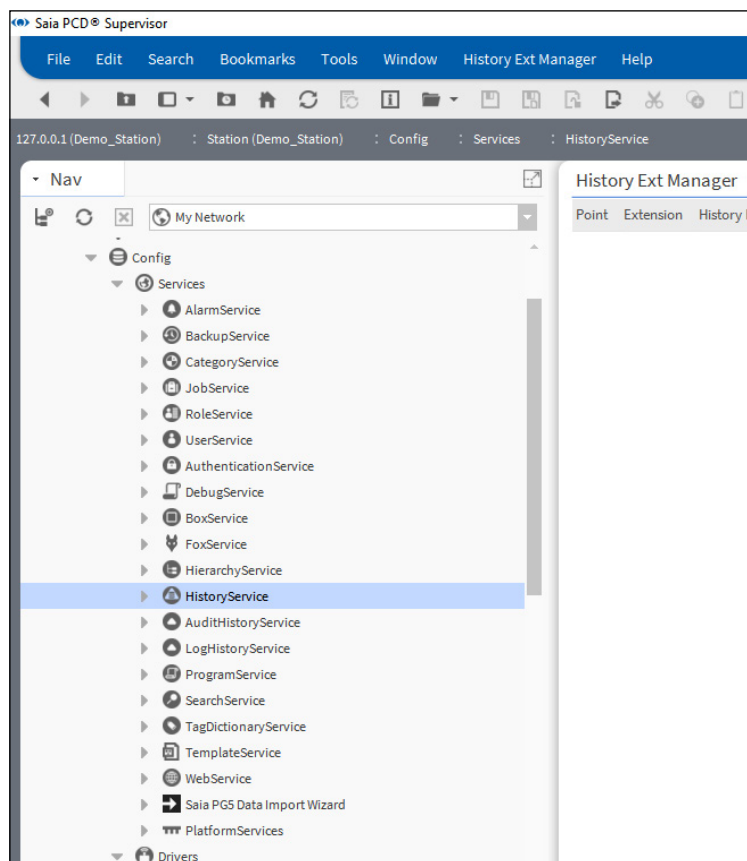 Saia PCD® Supervisor
File Edit Search Bookmarks Tools Window History Ext Manager Help
127.0.0.1 (Demo_Station) : Station (Demo_Station) : Config : Services : HistoryService
Nav
History Ext Manager
My Network
Point Extension History
Config
Services
AlarmService
BackupService
CategoryService
JobService
RoleService
UserService
AuthenticationService
DebugService
BoxService
FoxService
HierarchyService
HistoryService
AuditHistoryService
LogHistoryService
ProgramService
SearchService
TagDictionaryService
TemplateService
WebService
Saia PG5 Data Import Wizard
PlatformServices
Drivers